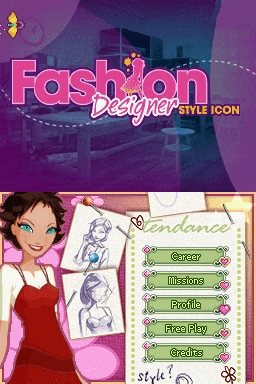 Fashion
Designer
STYLE ICON
Tendance
Career
Missions
Profile
Free Play
Credits
style?